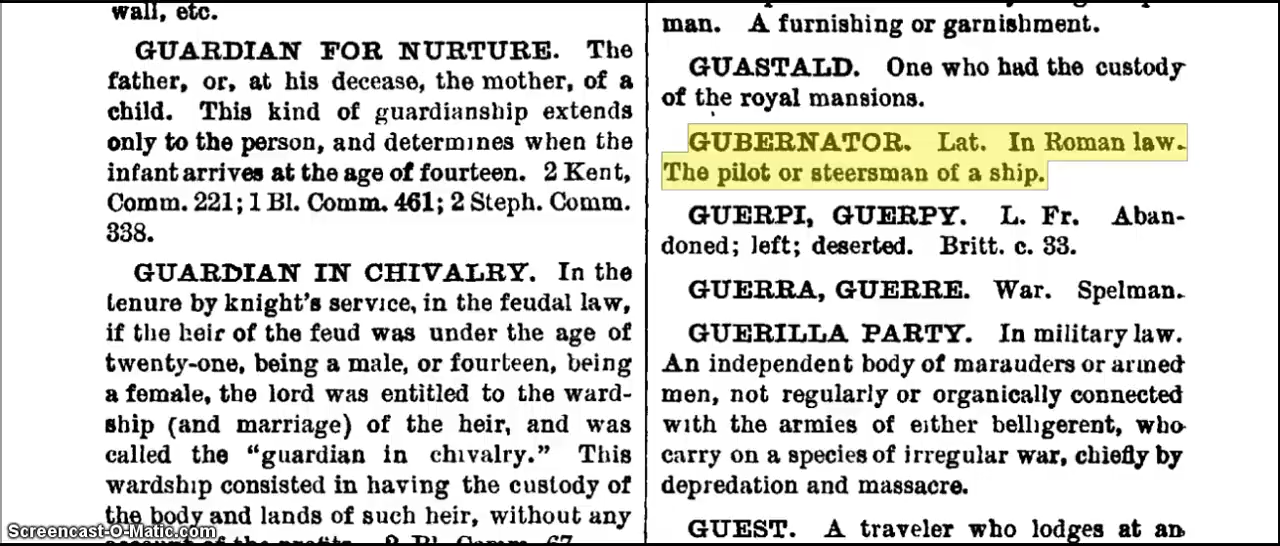 wall, etc.
GUARDIAN FOR NURTURE. The
father, or, at his decease, the mother, of a
child. This kind of guardianship extends
only to the person, and determines when the
infant arrives at the age of fourteen. 2 Kent,
Comm. 221; 1 Bl. Comm. 461; 2 Steph. Comm.
338.
GUARDIAN IN CHIVALRY. In the
tenure by knight's service, in the feudal law,
if the heir of the feud was under the age of
twenty-one, being a male, or fourteen, being
a female, the lord was entitled to the ward-
ship (and marriage) of the heir, and was
called the "guardian in chivalry." This
wardship consisted in having the custody of
the body and lands of such heir, without any
man. A furnishing or garnishment.
GUASTALD. One who had the custody
of the royal mansions.
GUBERNATOR. Lat. In Roman law.
The pilot or steersman of a ship.
GUERPI, GUERPY. L. Fr. Aban-
doned; left; deserted. Britt. c. 33.
GUERRA, GUERRE. War. Spelman.
GUERILLA PARTY. In military law.
An independent body of marauders or armed
men, not regularly or organically connected
with the armies of either belligerent, who
carry on a species of irregular war, chiefly by
depredation and massacre.
GUEST. A traveler who lodges at an
Screencast-O-Matic.com